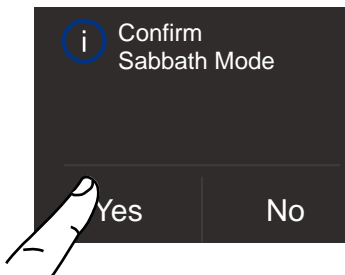 i
Confirm
Sabbath Mode
Yes
No